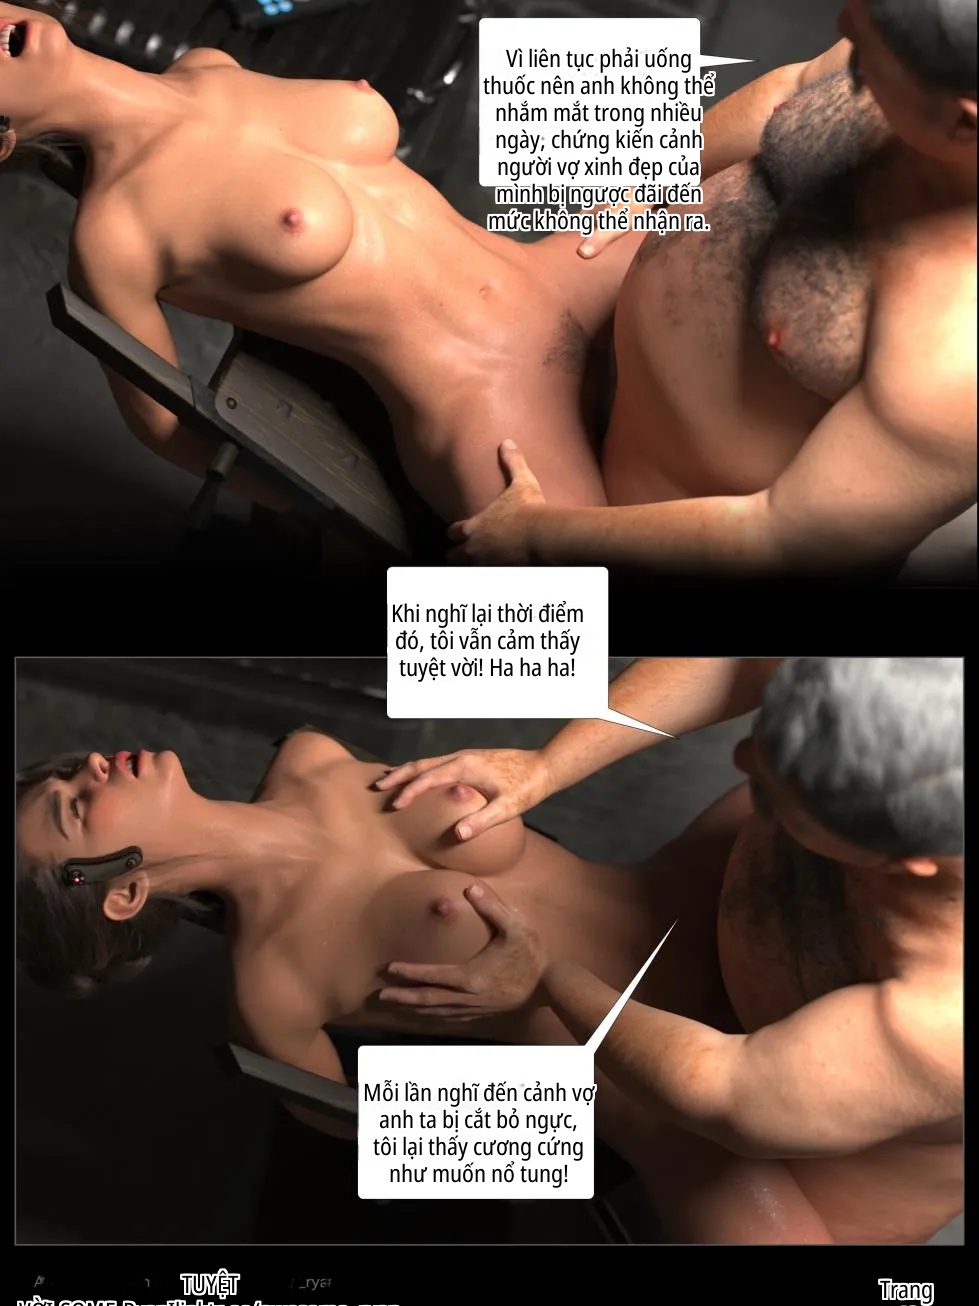 Vì liên tục phải uống
thuốc nên anh không thể
nhắm mắt trong nhiều
ngày, chứng kiến cảnh
người vợ xinh đẹp của
mình bị ngược đãi đến
mức không thể nhận ra.
Khi nghĩ lại thời điểm
đó, tôi vẫn cảm thấy
tuyệt vời! Ha ha ha!
Mỗi lần nghĩ đến cảnh vợ
anh ta bị cắt bỏ ngực,
tôi lại thấy cương cứng
như muốn nổ tung!
TUYỆT
Trang